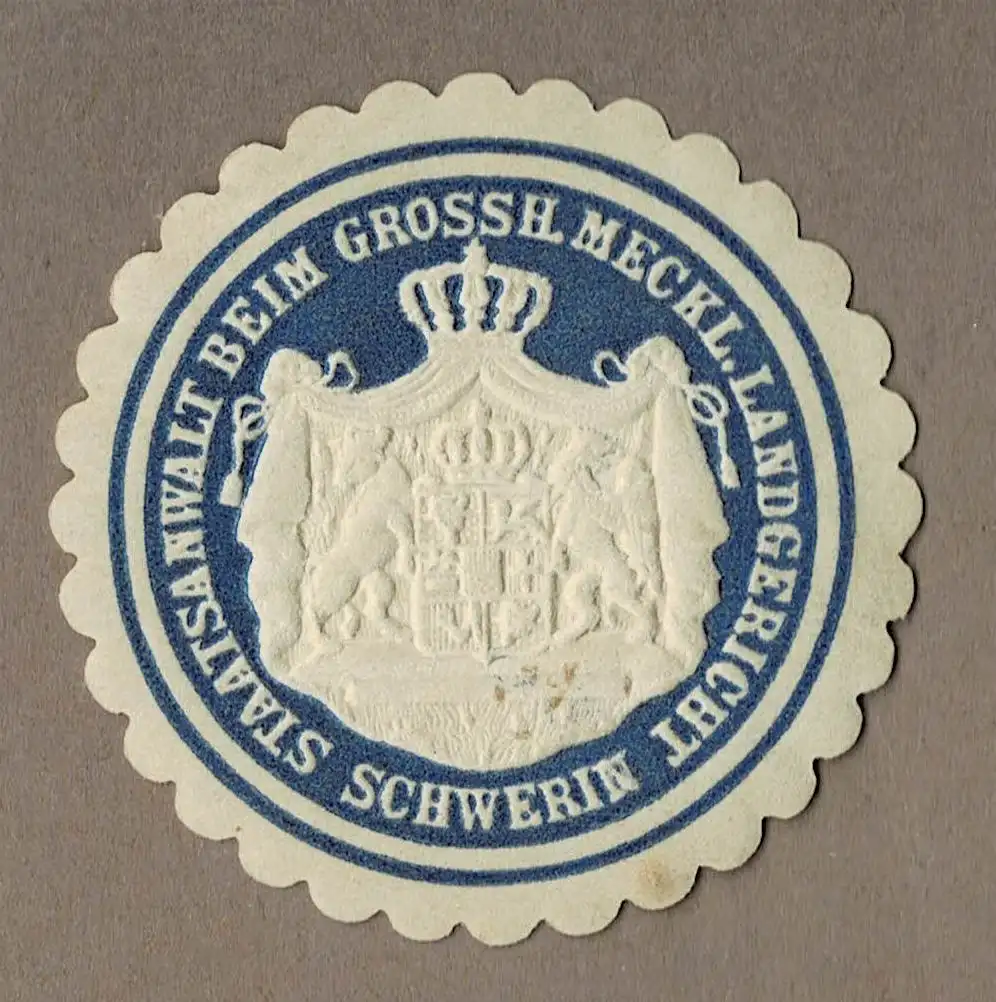 STAATSANWALT BEIM GROSSH. MECKL. LANDGERICHT
SCHWERIN